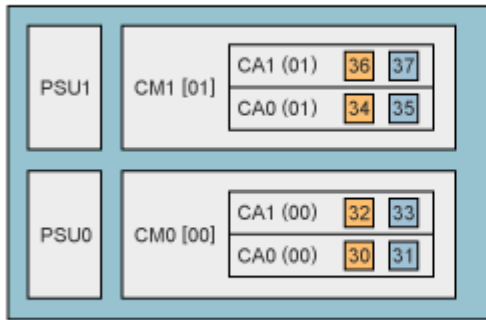 PSU1 CM1 [01] CA1 (01) 36 37
CA0 (01) 34 35
PSU0 CM0 [00] CA1 (00) 32 33
CA0 (00) 30 31